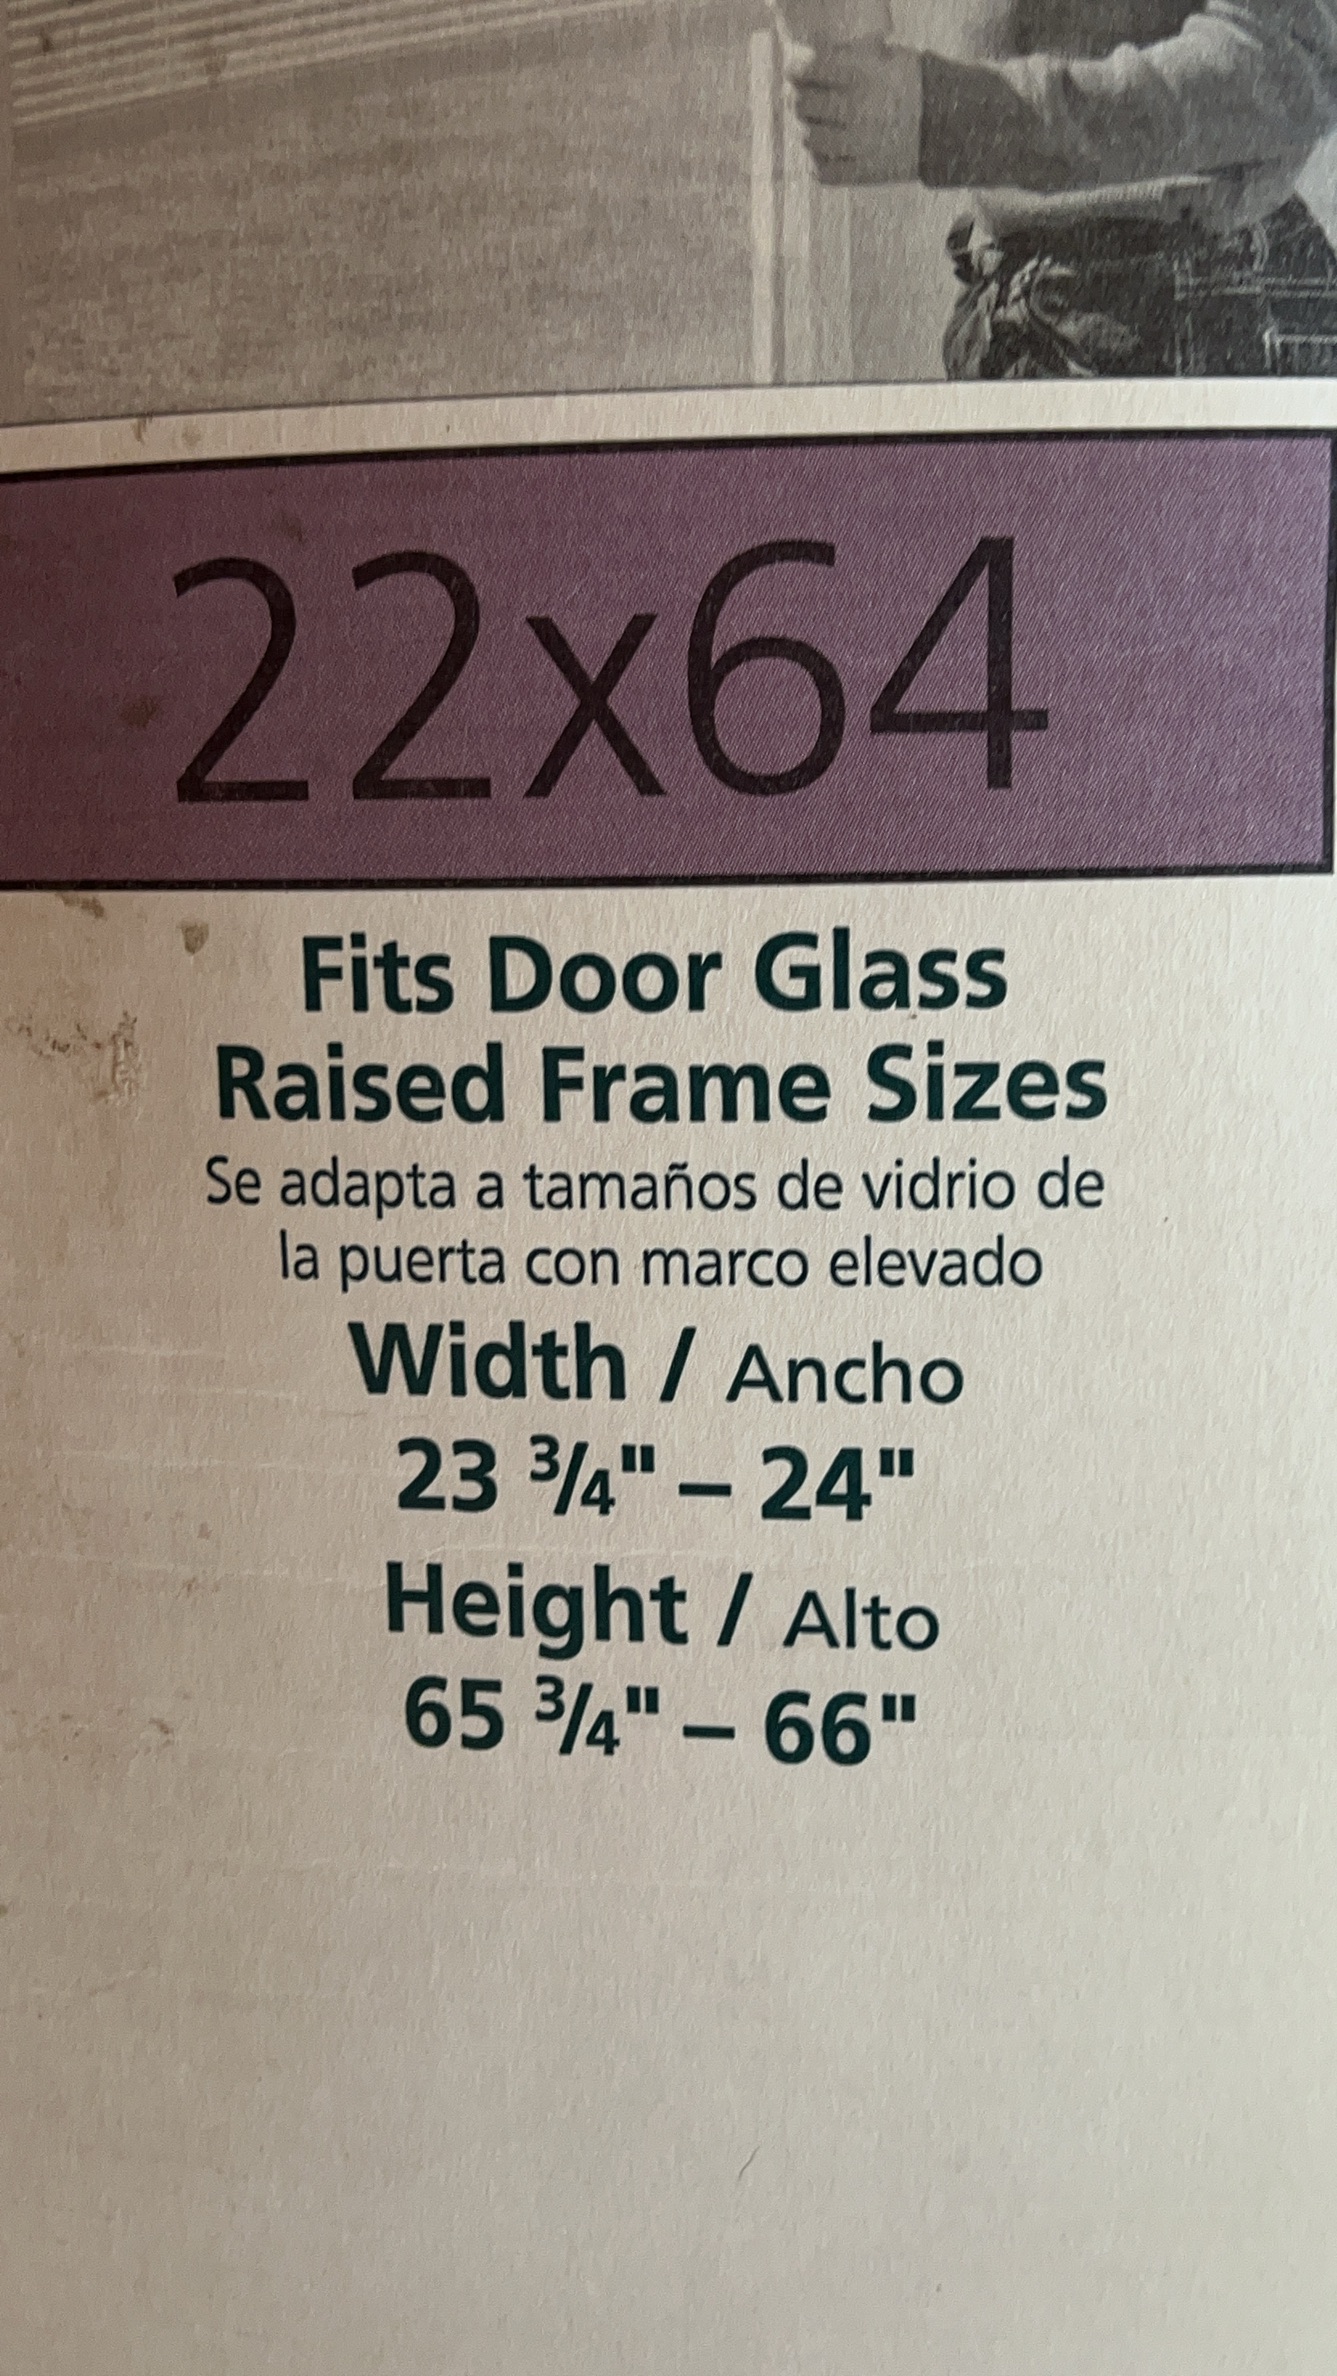 22x64
Fits Door Glass
Raised Frame Sizes
Se adapta a tamaños de vidrio de
la puerta con marco elevado
Width / Ancho
23 3/4" – 24"
Height / Alto
65 3/4" – 66"